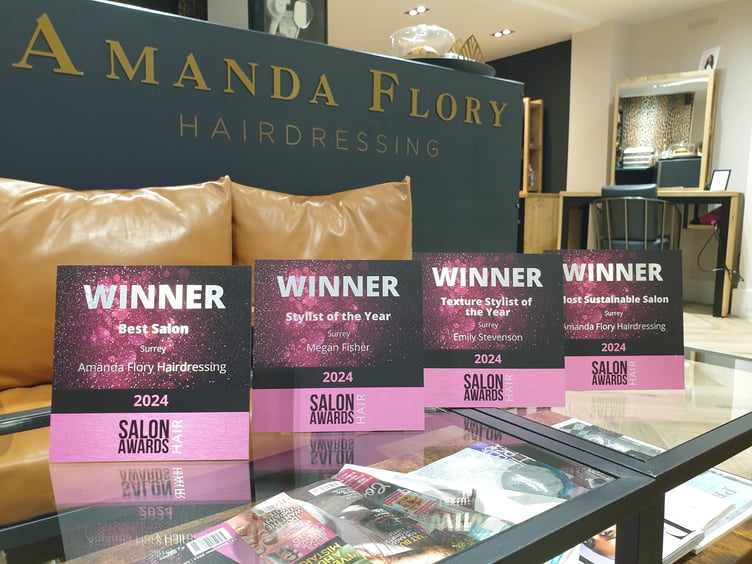 AMANDA FLORY
HAIRDRESSING
WINNER
Best Salon
Surrey
Amanda Flory Hairdressing
2024
SALON
AWARDS
HAIR
WINNER
Stylist of the Year
Surrey
Megan Fisher
2024
SALON
AWARDS
HAIR
WINNER
Texture Stylist of
the Year
Surrey
Emily Stevenson
2024
SALON
AWARDS
HAIR
WINNER
Most Sustainable Salon
Surrey
Amanda Flory Hairdressing
2024
SALON
AWARDS
HAIR